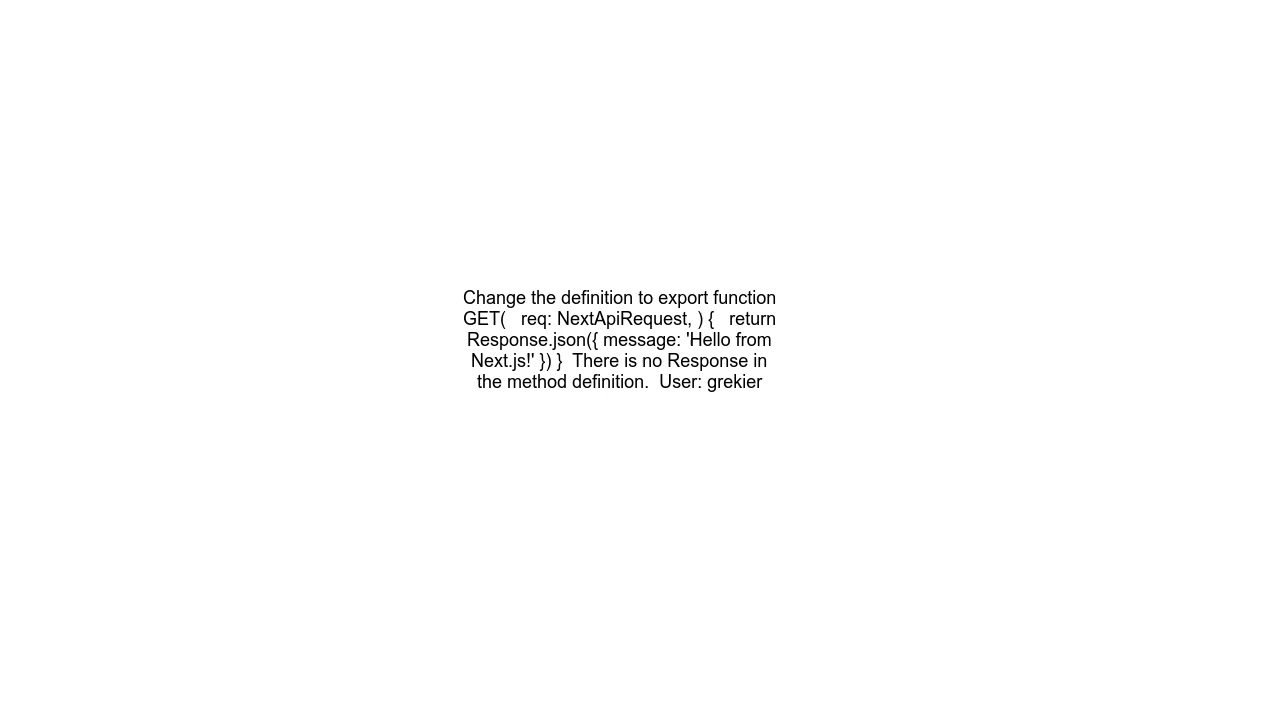 Change the definition to export function
GET(   req: NextApiRequest, ) {   return
Response.json({ message: 'Hello from
Next.js!' }) }  There is no Response in
the method definition.  User: grekier